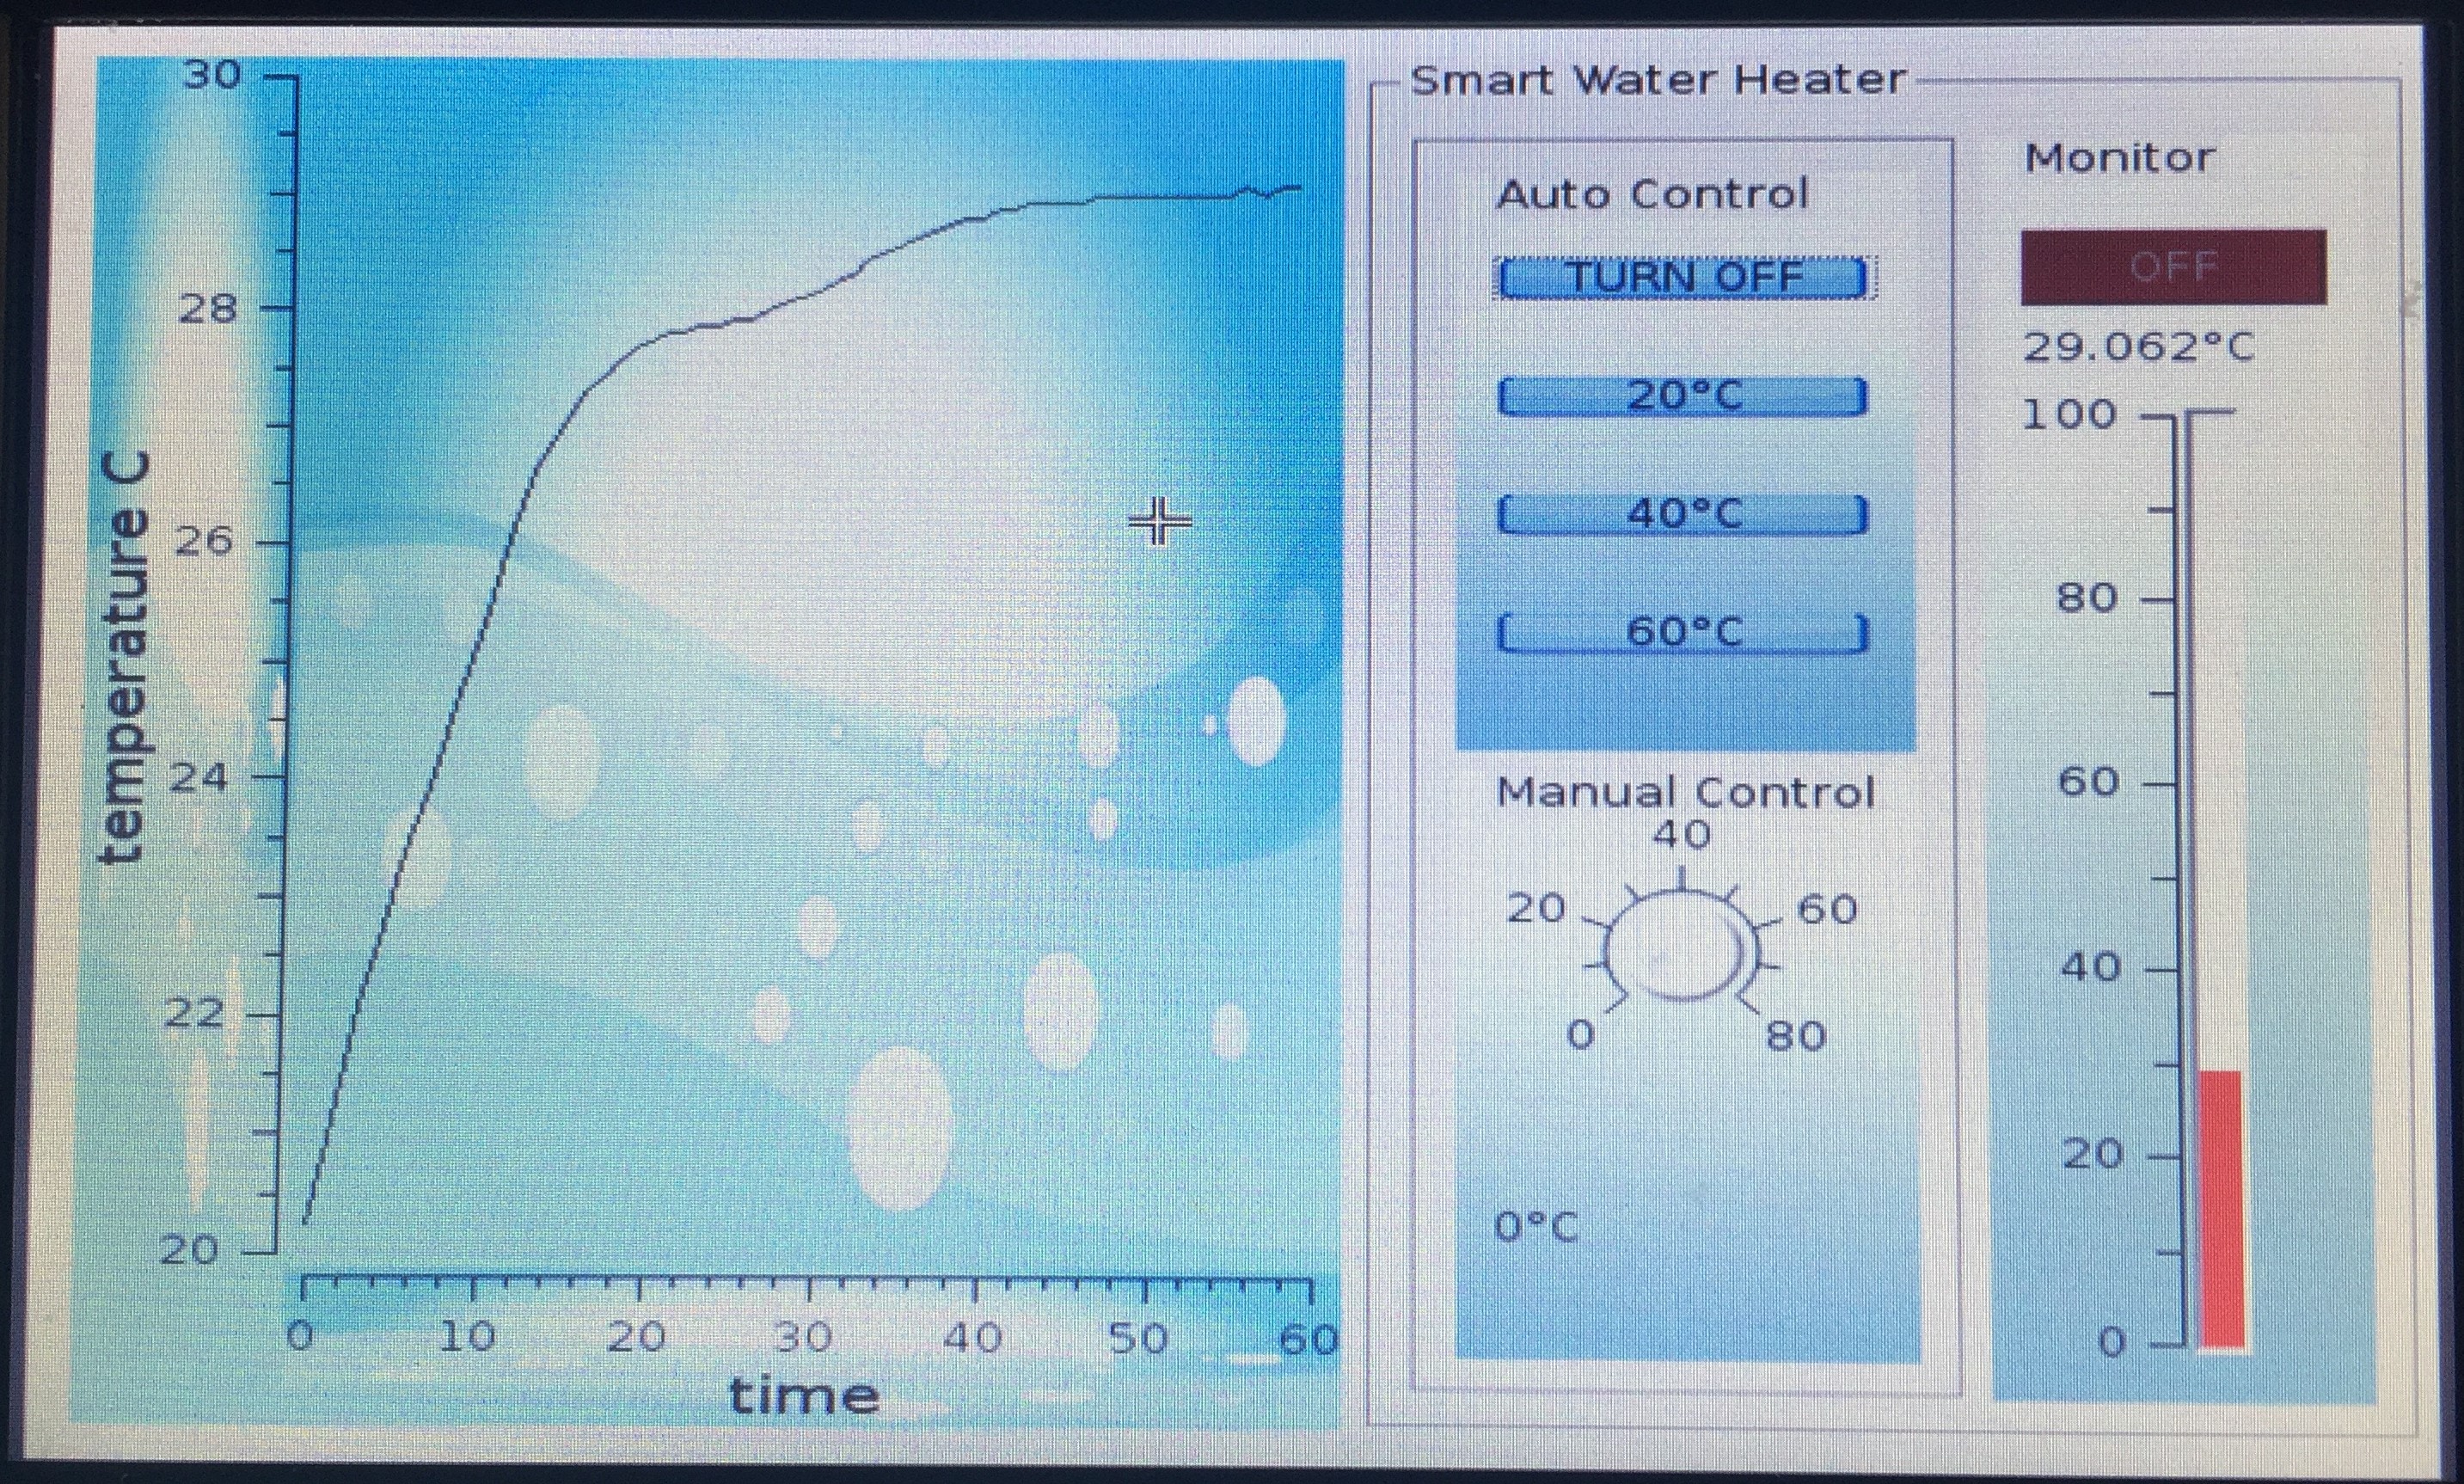 30
28
26
24
22
20
temperature C
0 10 20 30 40 50 60
time
Smart Water Heater
Auto Control
TURN OFF
20°C
40°C
60°C
Manual Control
40
20 60
0 80
0°C
Monitor
OFF
29.062°C
100
80
60
40
20
0